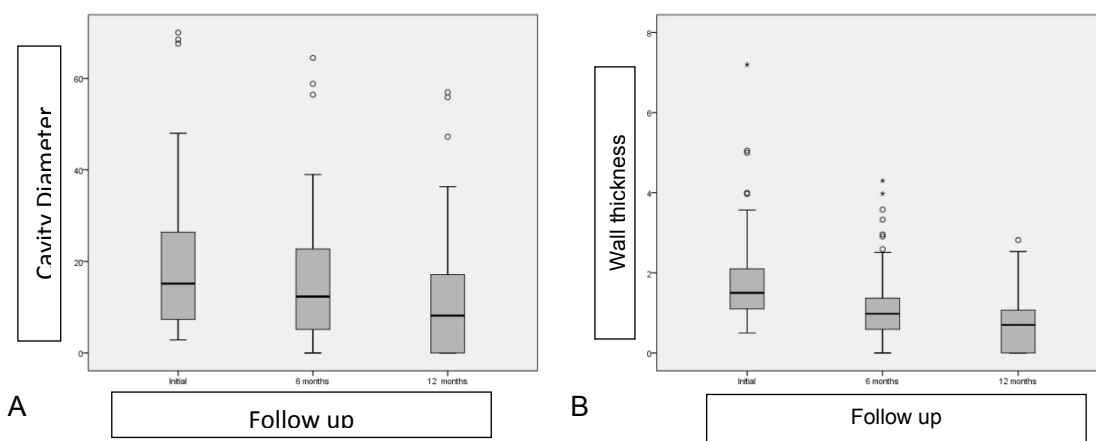 60
40
20
0
Cavity Diameter
Initial 6 months 12 months
Follow up
A
8
6
4
2
0
Wall thickness
Initial 6 months 12 months
Follow up
B